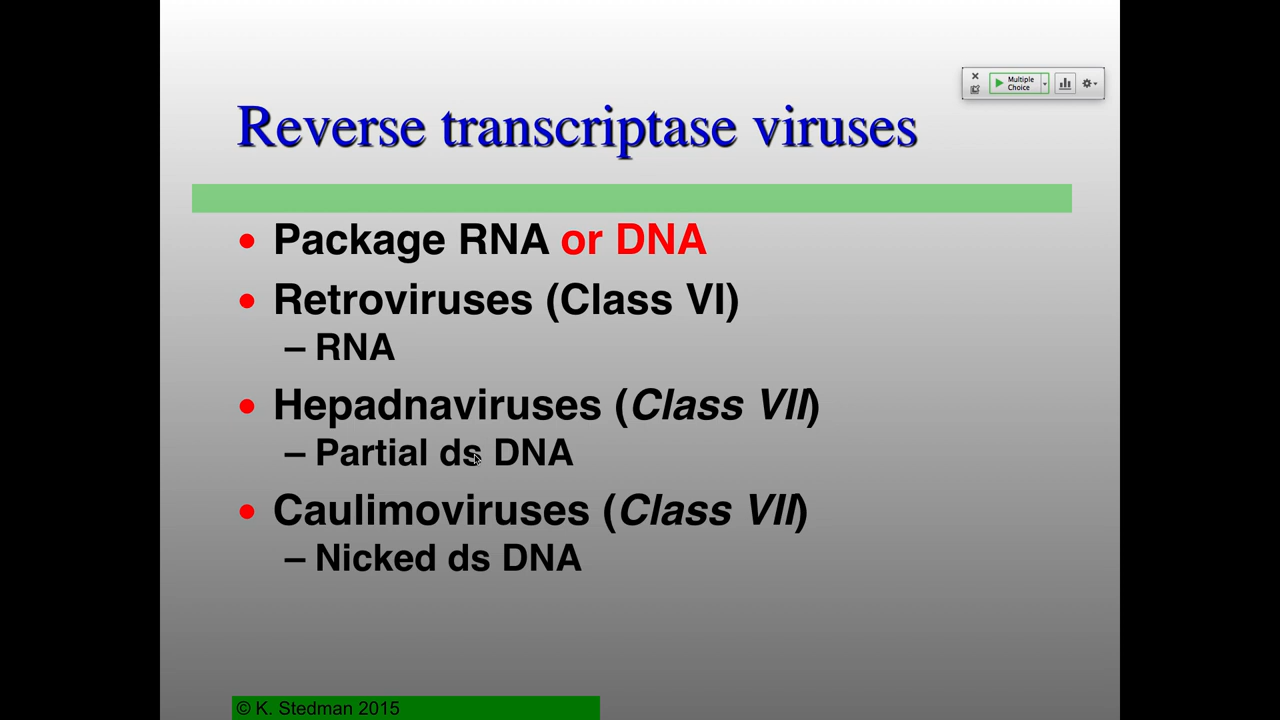 Multiple
Choice
Reverse transcriptase viruses
• Package RNA or DNA
• Retroviruses (Class VI)
– RNA
• Hepadnaviruses (Class VII)
– Partial ds DNA
• Caulimoviruses (Class VII)
– Nicked ds DNA
© K. Stedman 2015